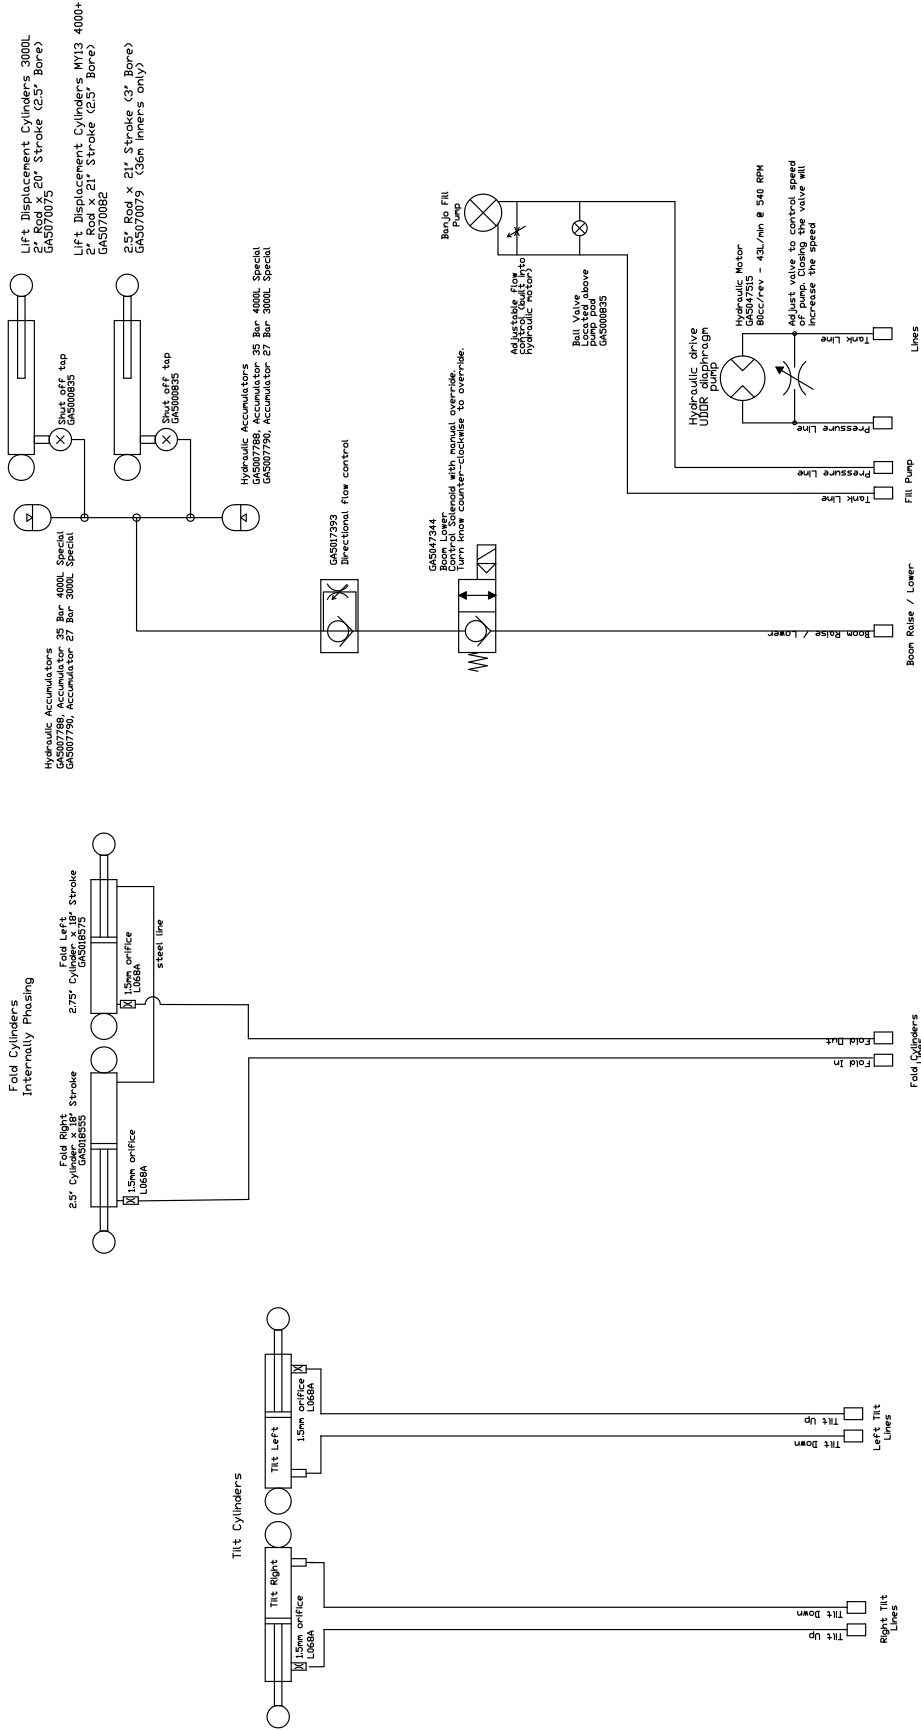 Lift Displacement Cylinders 3000L
2" Rod x 20" Stroke (2.5" Bore)
GA5070075
Lift Displacement Cylinders MY13 4000+
2" Rod x 21" Stroke (2.5" Bore)
GA5070082
2.5" Rod x 21" Stroke (3" Bore)
GA5070079 (36m inners only)
Shut off tap
GA5000835
Shut off tap
GA5000835
Hydraulic Accumulators
GA5007788, Accumulator 35 Bar 4000L Special
GA5007790, Accumulator 27 Bar 3000L Special
Hydraulic Accumulators
GA5007788, Accumulator 35 Bar 4000L Special
GA5007790, Accumulator 27 Bar 3000L Special
GA5017393
Directional flow control
GA5047344
Boom Lower
Control Solenoid with manual override.
Turn know counter-clockwise to override.
Banjo Fill
Pump
Adjustable flow
control (built into
hydraulic motor)
Ball Valve
Located above
pump pod
GA5000835
Hydraulic drive
UDOR diaphragm
pump
Hydraulic Motor
GA5047515
80cc/rev - 43L/min @ 540 RPM
Adjust valve to control speed
of pump. Closing the valve will
increase the speed
Tank Line
Pressure Line
Lines
Pressure Line
Tank Line
Fill Pump
Boom Raise / Lower
Boom Raise / Lower
Fold Cylinders
Internally Phasing
Fold Left
2.75" Cylinder x 18" Stroke
GA5018575
1.5mm orifice
L068A
steel line
Fold Right
2.5" Cylinder x 18" Stroke
GA5018555
1.5mm orifice
L068A
Fold Out
Fold In
Fold Cylinders
Lines
Tilt Cylinders
Tilt Left
1.5mm orifice
L068A
Tilt Right
1.5mm orifice
L068A
Tilt Up
Tilt Down
Left Tilt
Lines
Tilt Down
Tilt Up
Right Tilt
Lines